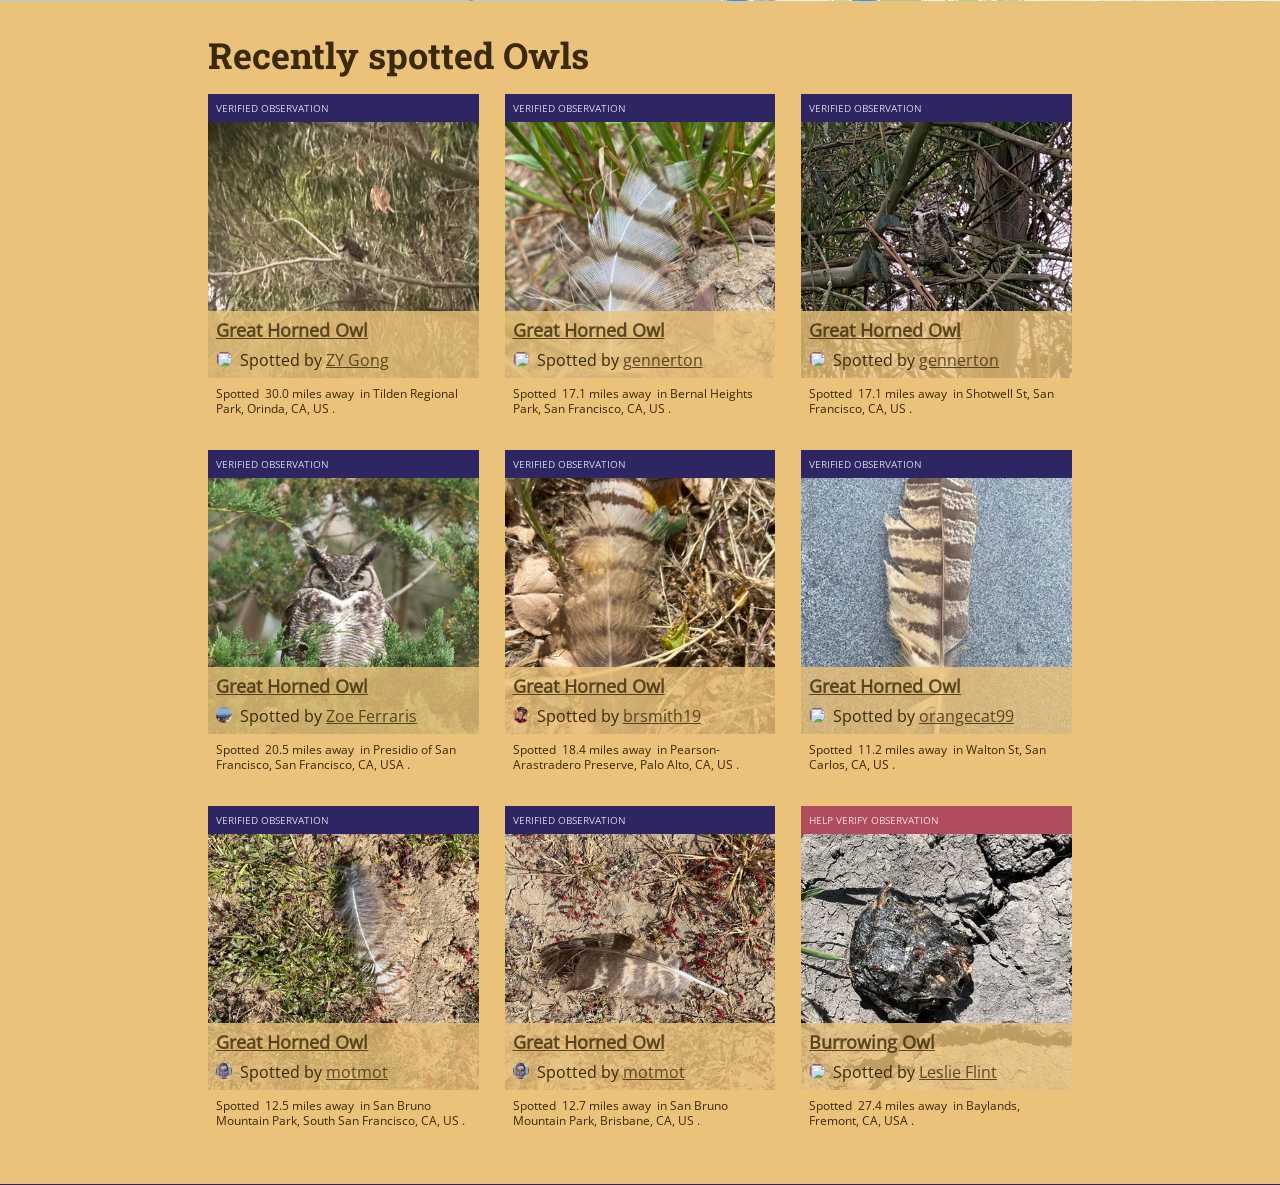 Recently spotted Owls
VERIFIED OBSERVATION
Great Horned Owl
Spotted by ZY Gong
Spotted 30.0 miles away in Tilden Regional
Park, Orinda, CA, US .
VERIFIED OBSERVATION
Great Horned Owl
Spotted by gennerton
Spotted 17.1 miles away in Bernal Heights
Park, San Francisco, CA, US .
VERIFIED OBSERVATION
Great Horned Owl
Spotted by gennerton
Spotted 17.1 miles away in Shotwell St, San
Francisco, CA, US .
VERIFIED OBSERVATION
Great Horned Owl
Spotted by Zoe Ferraris
Spotted 20.5 miles away in Presidio of San
Francisco, San Francisco, CA, USA .
VERIFIED OBSERVATION
Great Horned Owl
Spotted by brsmith19
Spotted 18.4 miles away in Pearson-
Arastradero Preserve, Palo Alto, CA, US .
VERIFIED OBSERVATION
Great Horned Owl
Spotted by orangecat99
Spotted 11.2 miles away in Walton St, San
Carlos, CA, US .
VERIFIED OBSERVATION
Great Horned Owl
Spotted by motmot
Spotted 12.5 miles away in San Bruno
Mountain Park, South San Francisco, CA, US .
VERIFIED OBSERVATION
Great Horned Owl
Spotted by motmot
Spotted 12.7 miles away in San Bruno
Mountain Park, Brisbane, CA, US .
HELP VERIFY OBSERVATION
Burrowing Owl
Spotted by Leslie Flint
Spotted 27.4 miles away in Baylands,
Fremont, CA, USA .